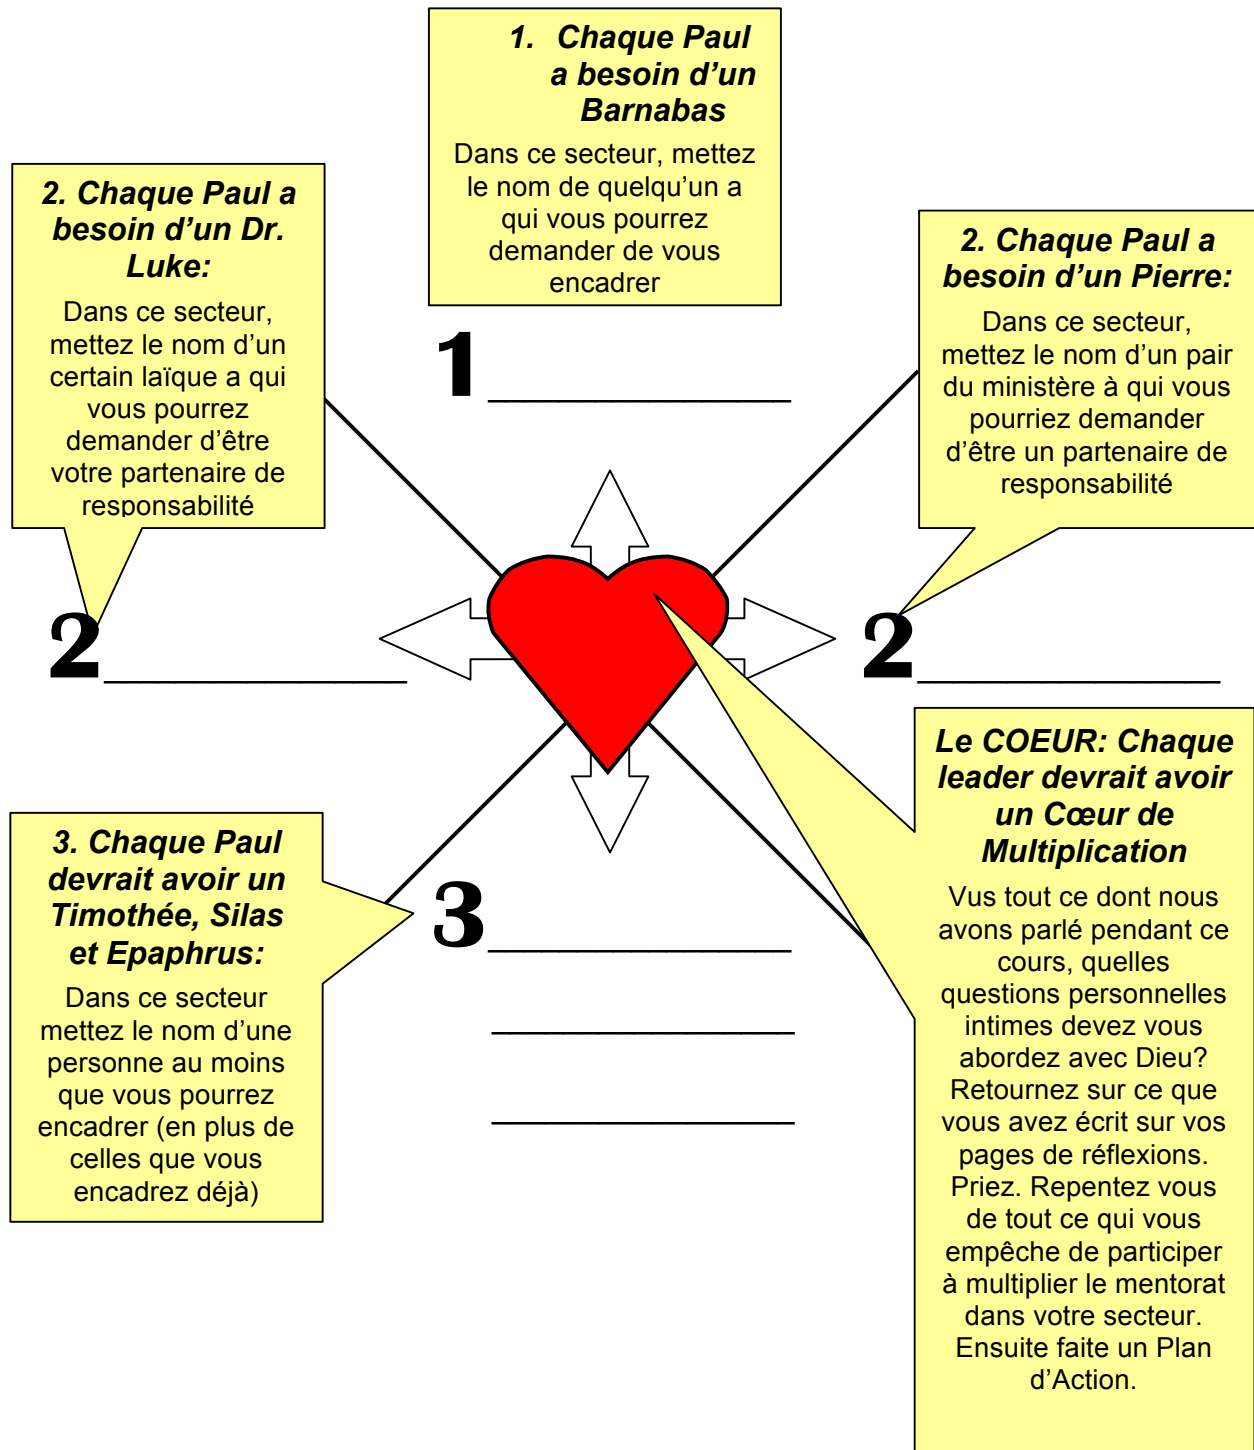 1. Chaque Paul
a besoin d’un
Barnabas
Dans ce secteur, mettez
le nom de quelqu’un a
qui vous pourrez
demander de vous
encadrer
2. Chaque Paul a
besoin d’un Dr.
Luke:
Dans ce secteur,
mettez le nom d’un
certain laïque a qui
vous pourrez
demander d’être
votre partenaire de
responsabilité
2. Chaque Paul a
besoin d’un Pierre:
Dans ce secteur,
mettez le nom d’un pair
du ministère à qui vous
pourriez demander
d’être un partenaire de
responsabilité
1_________________
2_________________
2_________________
3. Chaque Paul
devrait avoir un
Timothée, Silas
et Epaphrus:
Dans ce secteur
mettez le nom d’une
personne au moins
que vous pourrez
encadrer (en plus de
celles que vous
encadrez déjà)
3_________________
_________________
_________________
Le COEUR: Chaque
leader devrait avoir
un Cœur de
Multiplication
Vus tout ce dont nous
avons parlé pendant ce
cours, quelles
questions personnelles
intimes devez vous
abordez avec Dieu?
Retournez sur ce que
vous avez écrit sur vos
pages de réflexions.
Priez. Repentez vous
de tout ce qui vous
empêche de participer
à multiplier le mentorat
dans votre secteur.
Ensuite faite un Plan
d’Action.